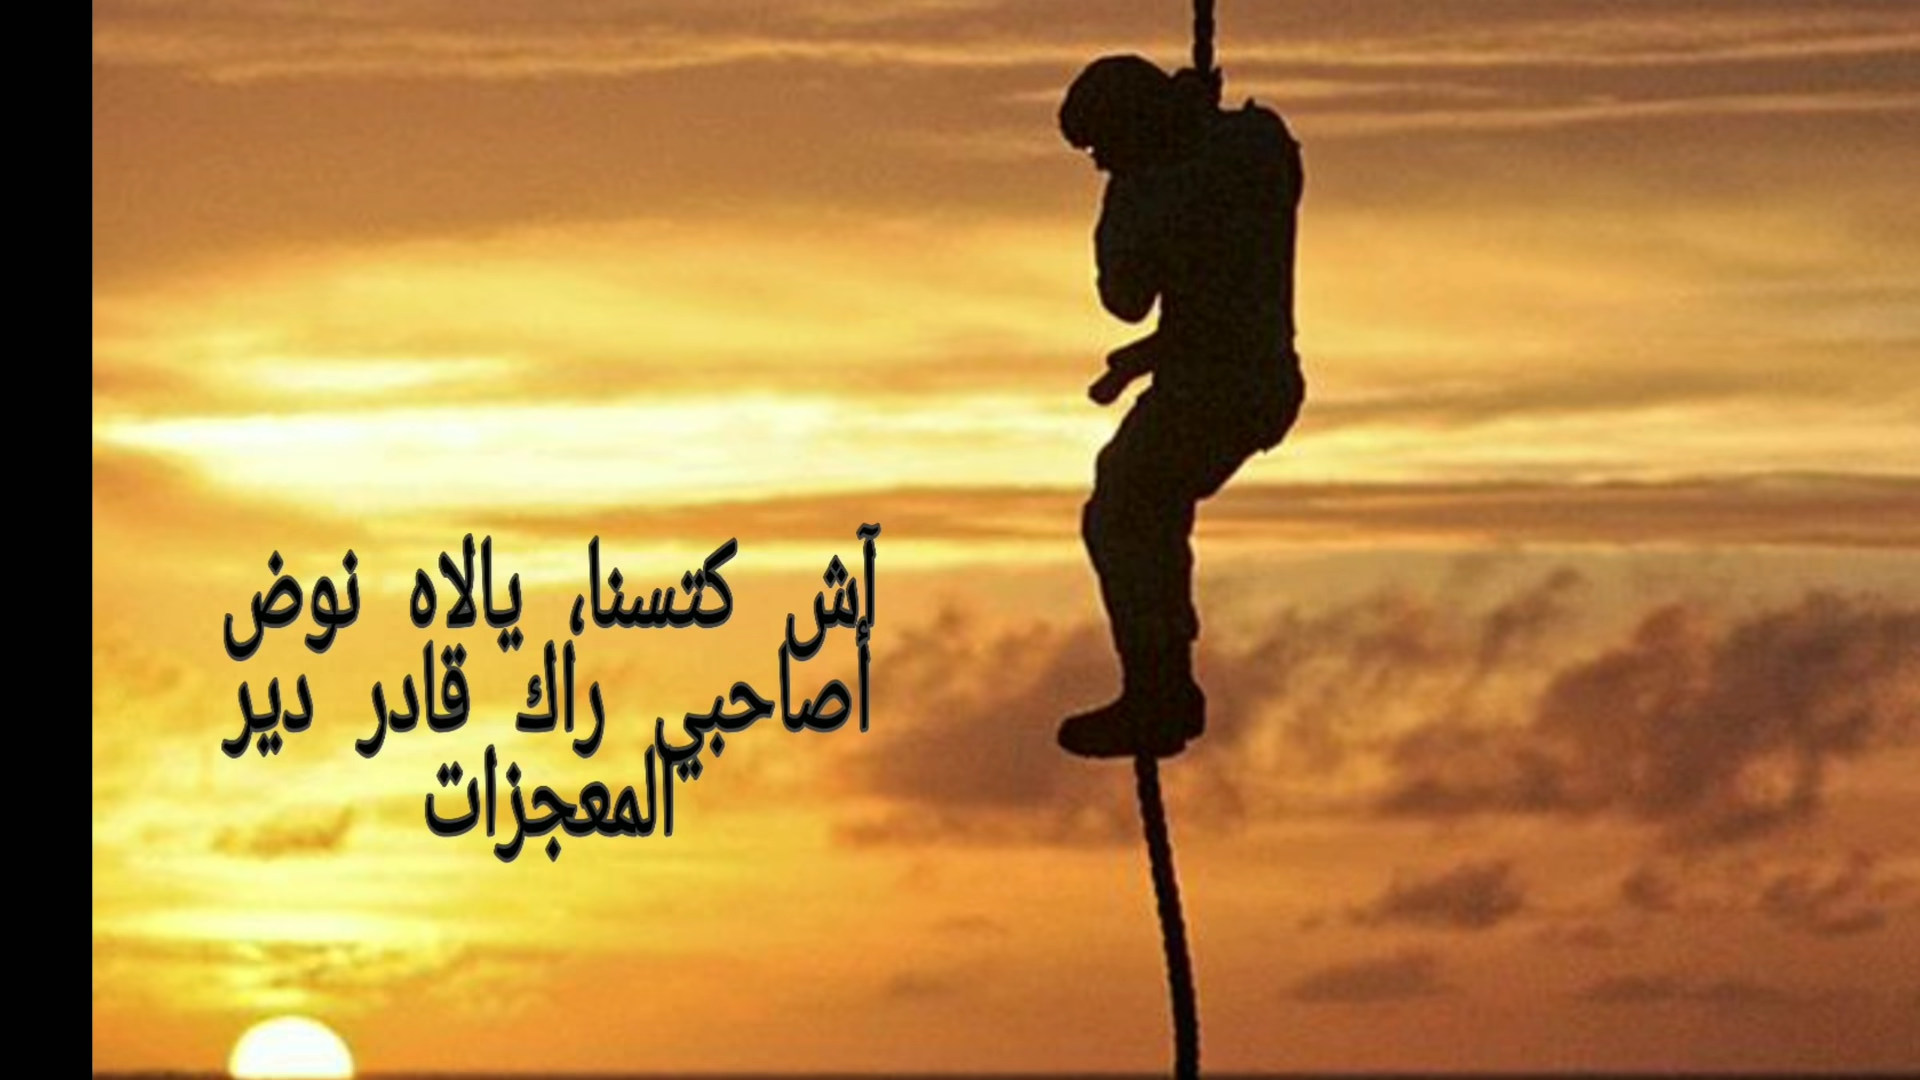 آش كتسنا، يالاه نوض
أصاحبي راك قادر دير
المعجزات